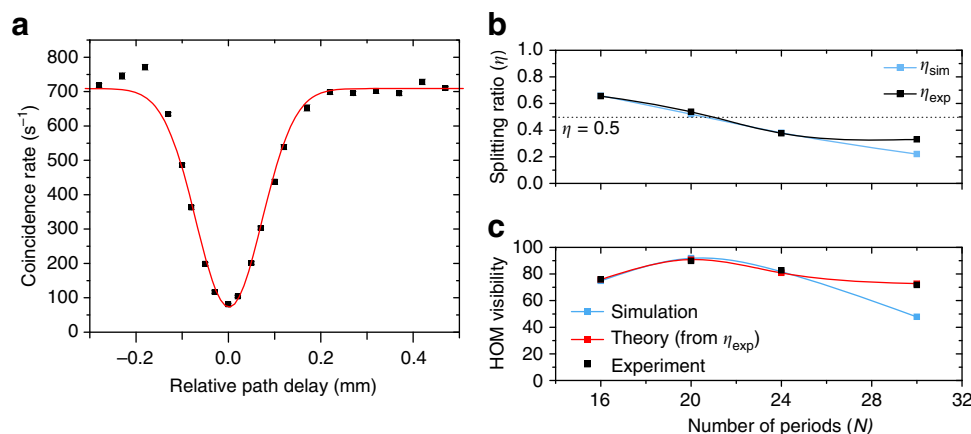 a
Coincidence rate (s⁻¹)
800
700
600
500
400
300
200
100
0
−0.2
0.0
0.2
0.4
Relative path delay (mm)
b
Splitting ratio (η)
1.0
0.8
0.6
0.4
0.2
0.0
η = 0.5
ηsim
ηexp
c
HOM visibility
100
80
60
40
20
0
Simulation
Theory (from ηexp)
Experiment
16
20
24
28
32
Number of periods (N)